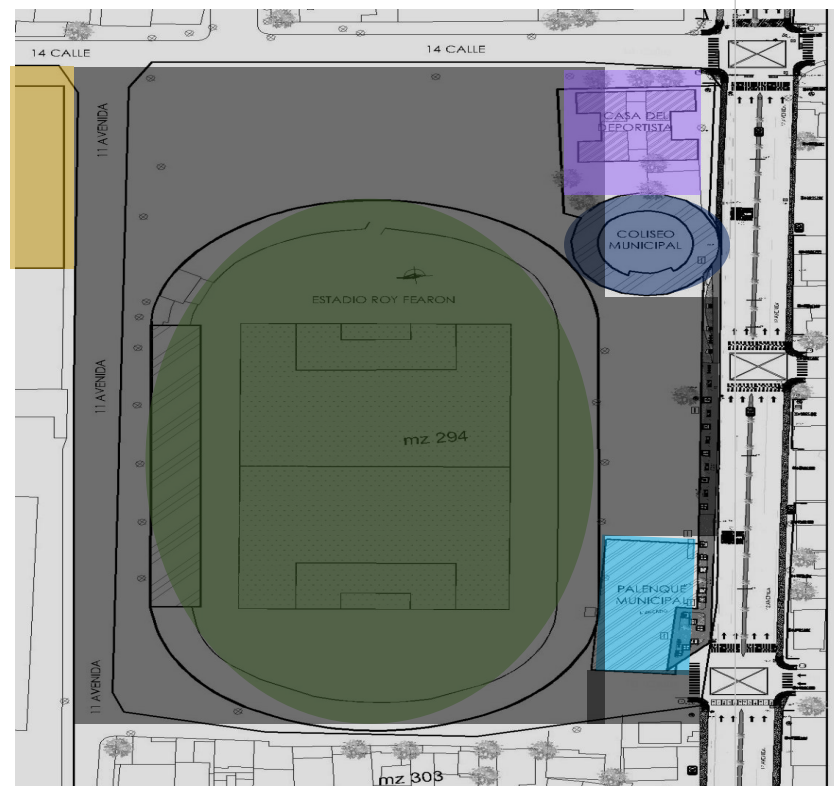 14 CALLE
14 CALLE
11 AVENIDA
CASA DEL
DEPORTISTA
COLISEO
MUNICIPAL
ESTADIO ROY FEARON
11 AVENIDA
mz 294
PALENQUE
MUNICIPAL
11 AVENIDA
mz 303